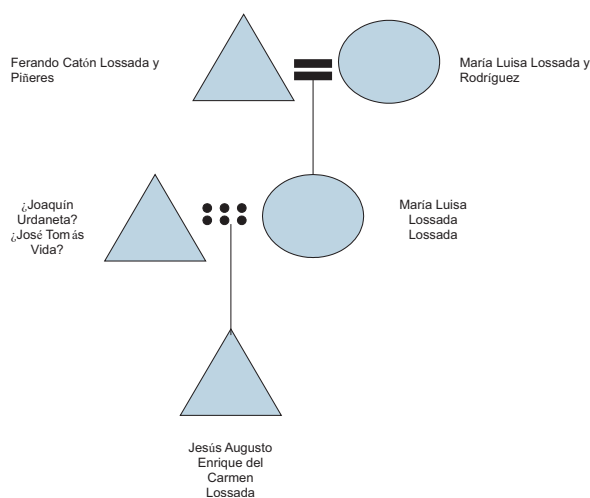 Ferando Catón Lossada y
Piñeres
María Luisa Lossada y
Rodríguez
¿Joaquín
Urdaneta?
¿José Tomás
Vida?
María Luisa
Lossada
Lossada
Jesús Augusto
Enrique del
Carmen
Lossada